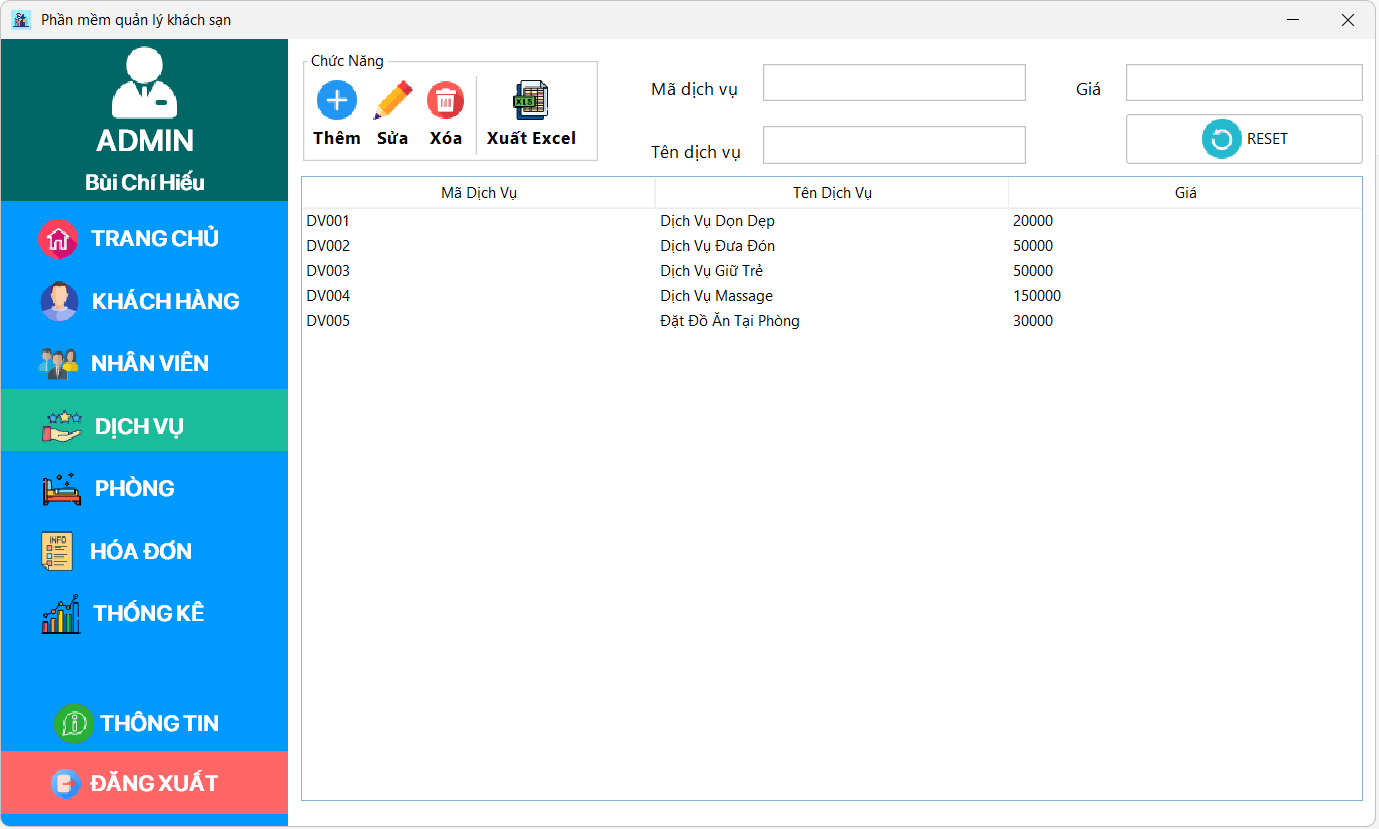 Phần mềm quản lý khách sạn
ADMIN
Bùi Chí Hiếu
TRANG CHỦ
KHÁCH HÀNG
NHÂN VIÊN
DỊCH VỤ
PHÒNG
INFO
HÓA ĐƠN
THỐNG KÊ
THÔNG TIN
ĐĂNG XUẤT
Chức Năng
XLS
Thêm Sửa Xóa Xuất Excel
Mã dịch vụ
Giá
Tên dịch vụ
RESET
Mã Dịch Vụ Tên Dịch Vụ Giá
DV001 Dịch Vụ Dọn Dẹp 20000
DV002 Dịch Vụ Đưa Đón 50000
DV003 Dịch Vụ Giữ Trẻ 50000
DV004 Dịch Vụ Massage 150000
DV005 Đặt Đồ Ăn Tại Phòng 30000